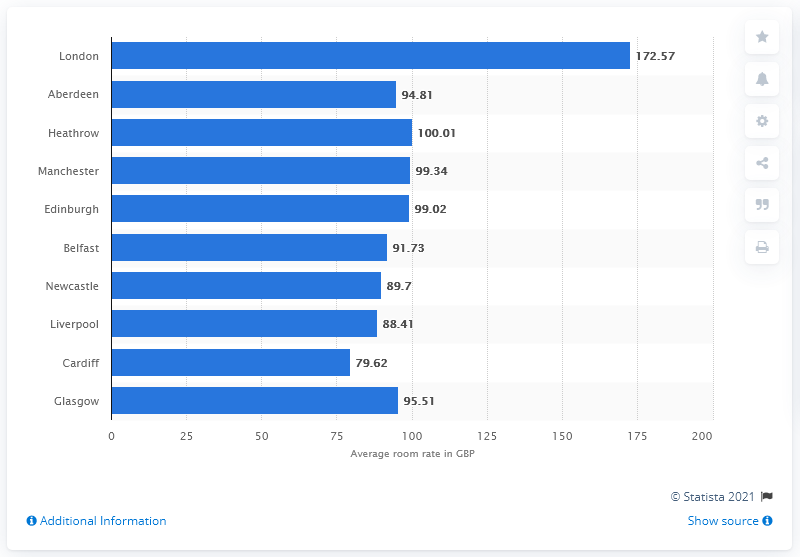 London 172.57
Aberdeen 94.81
Heathrow 100.01
Manchester 99.34
Edinburgh 99.02
Belfast 91.73
Newcastle 89.7
Liverpool 88.41
Cardiff 79.62
Glasgow 95.51
0 25 50 75 100 125 150 175 200
Average room rate in GBP
© Statista 2021
Additional Information
Show source